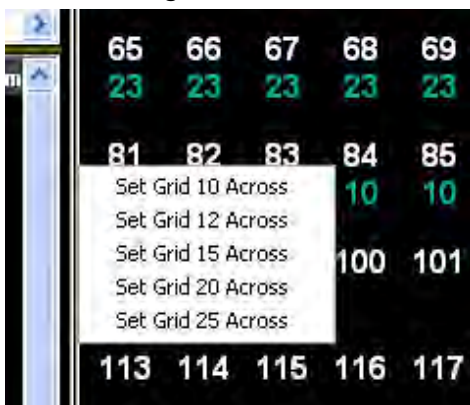 65 66 67 68 69
m 23 23 23 23 23
81 82 83 84 85
Set Grid 10 Across 10 10
Set Grid 12 Across
Set Grid 15 Across 100 101
Set Grid 20 Across
Set Grid 25 Across
113 114 115 116 117